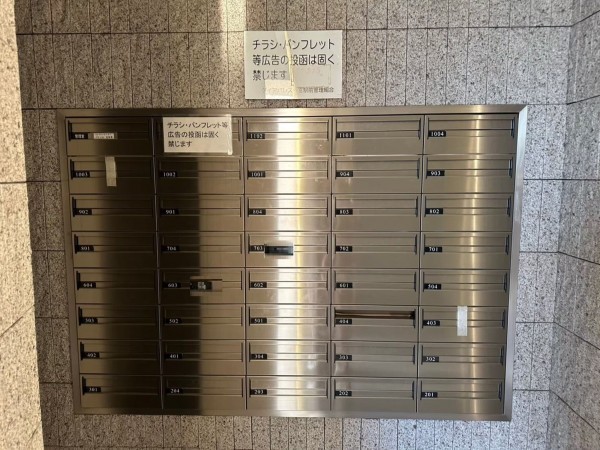 チラシ・パンフレット
等広告の投函は固く
禁じます
管理組合
チラシ・パンフレット等
広告の投函は固く
禁じます
1102 1101 1004
1003 1002 1001 904 903
902 901 804 803 802
801 704 703 702 701
604 603 602 601 504
503 502 501 404 403
402 401 304 303 302
301 204 203 202 201